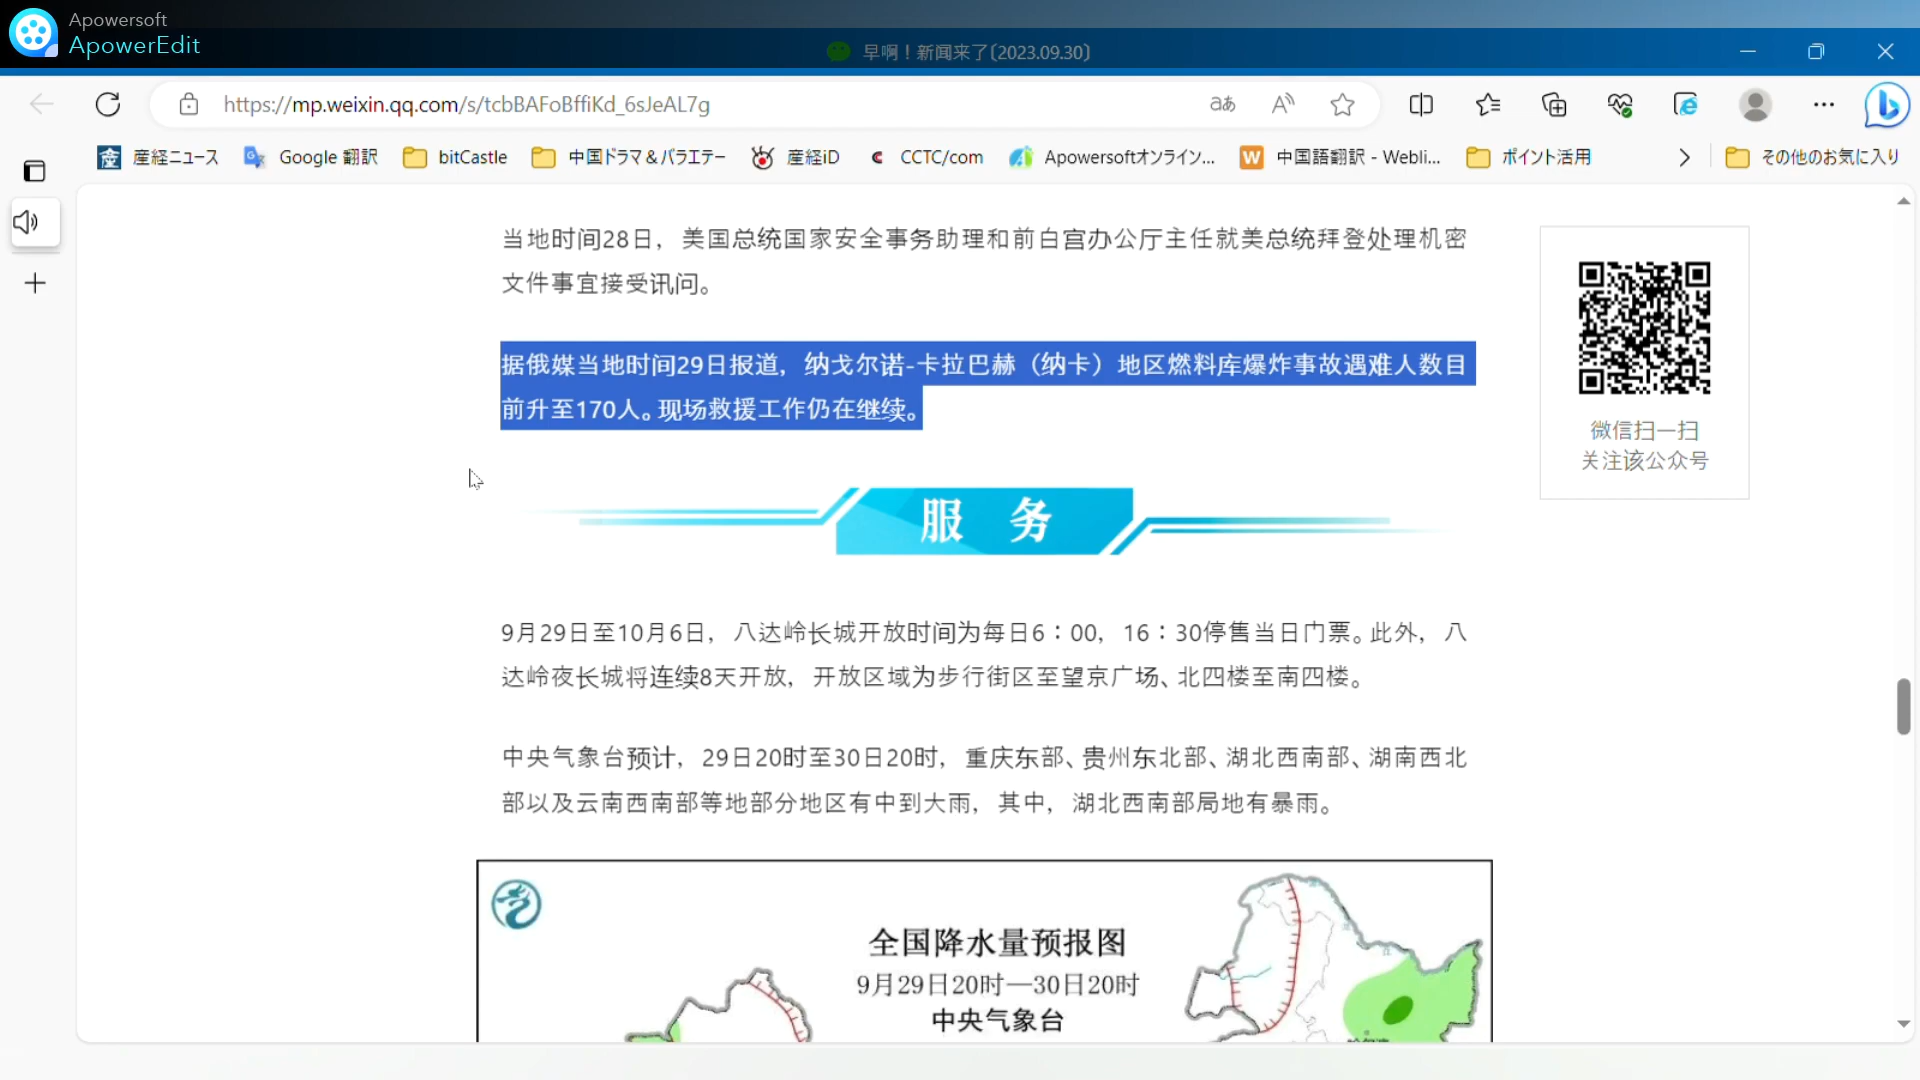 Apowersoft
ApowerEdit
早啊！新闻来了〔2023.09.30〕
https://mp.weixin.qq.com/s/tcbBAFoBffiKd_6sJeAL7g
産経ニュース Google 翻訳 bitCastle 中国ドラマ＆バラエテー 産経iD CCTC/com Apowersoftオンライン... 中国語翻訳 - Webli... ポイント活用 その他のお気に入り
当地时间28日，美国总统国家安全事务助理和前白宫办公厅主任就美总统拜登处理机密
文件事宜接受讯问。
据俄媒当地时间29日报道，纳戈尔诺-卡拉巴赫（纳卡）地区燃料库爆炸事故遇难人数目
前升至170人。现场救援工作仍在继续。
微信扫一扫
关注该公众号
服 务
9月29日至10月6日，八达岭长城开放时间为每日6：00，16：30停售当日门票。此外，八
达岭夜长城将连续8天开放，开放区域为步行街区至望京广场、北四楼至南四楼。
中央气象台预计，29日20时至30日20时，重庆东部、贵州东北部、湖北西南部、湖南西北
部以及云南西南部等地部分地区有中到大雨，其中，湖北西南部局地有暴雨。
全国降水量预报图
9月29日20时—30日20时
中央气象台